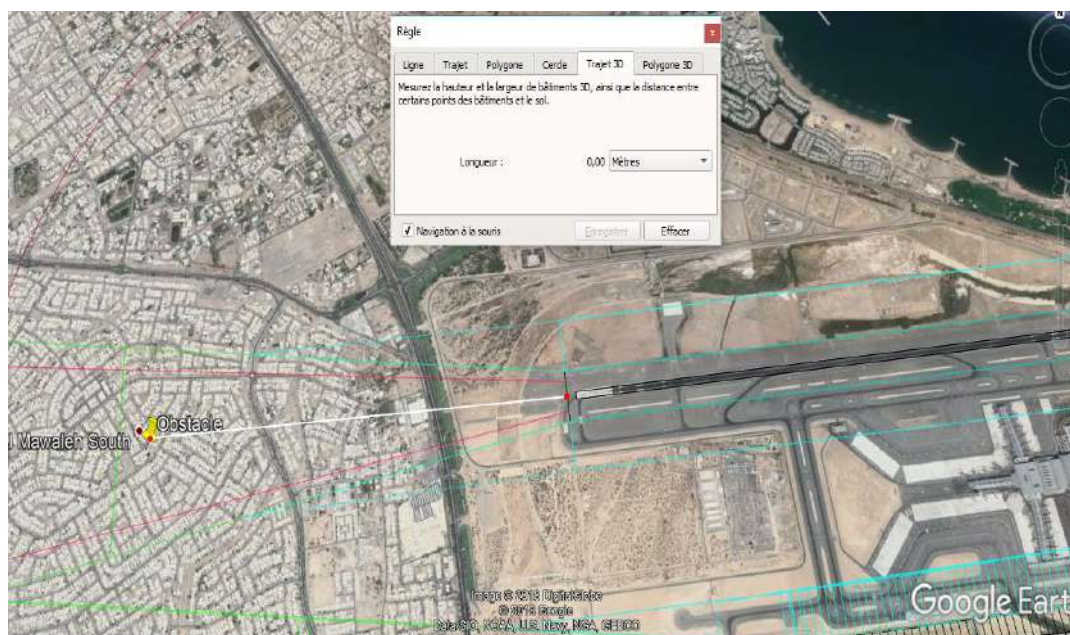 Règle
x
Ligne Trajet Polygone Cercle Trajet 3D Polygone 3D
Mesurez la hauteur et la largeur de bâtiments 3D, ainsi que la distance entre
certains points des bâtiments et le sol.
Longueur : 0,00 Mètres
Navigation à la souris Enregistrer Effacer
Obstacle
Mawaleh South
Image © 2018 DigitalGlobe
© 2018 Google
Data SIO, NOAA, U.S. Navy, NGA, GEBCO
Google Eart